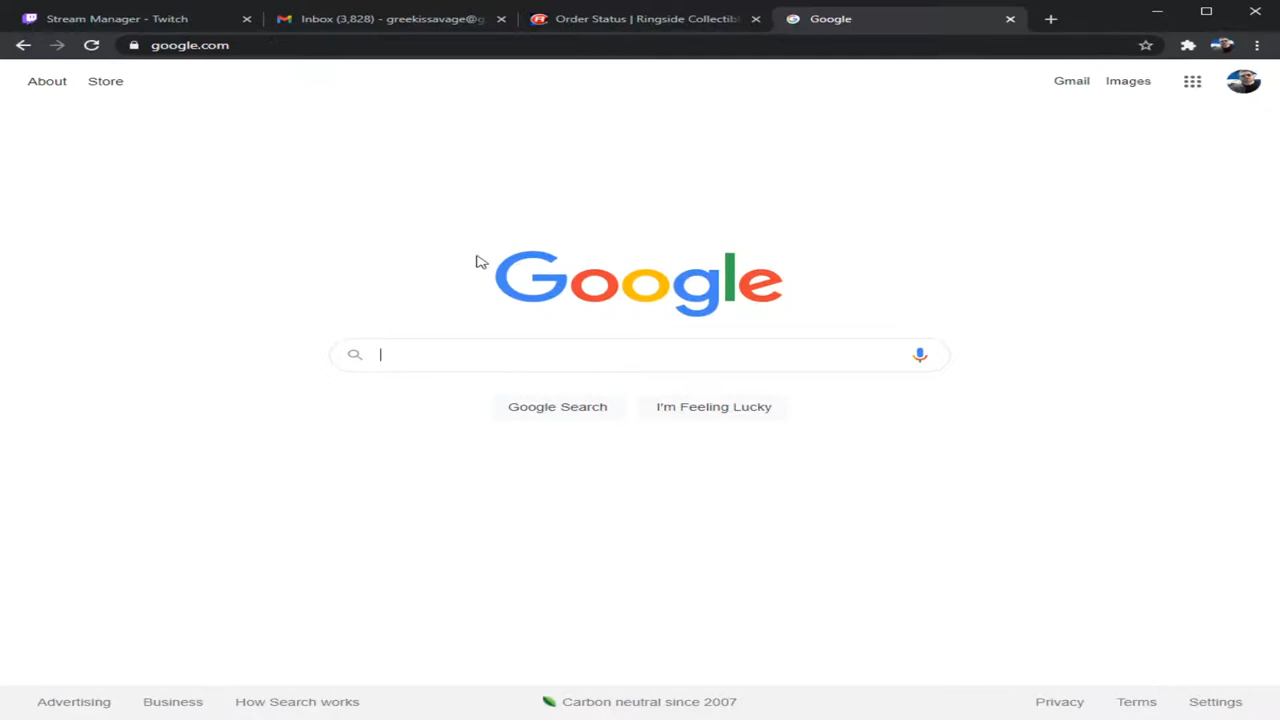 Stream Manager - Twitch
Inbox (3,828) - greekissavage@g
Order Status | Ringside Collectibl
Google
google.com
About Store
Gmail Images
Google
Google Search I'm Feeling Lucky
Advertising Business How Search works
Carbon neutral since 2007
Privacy Terms Settings